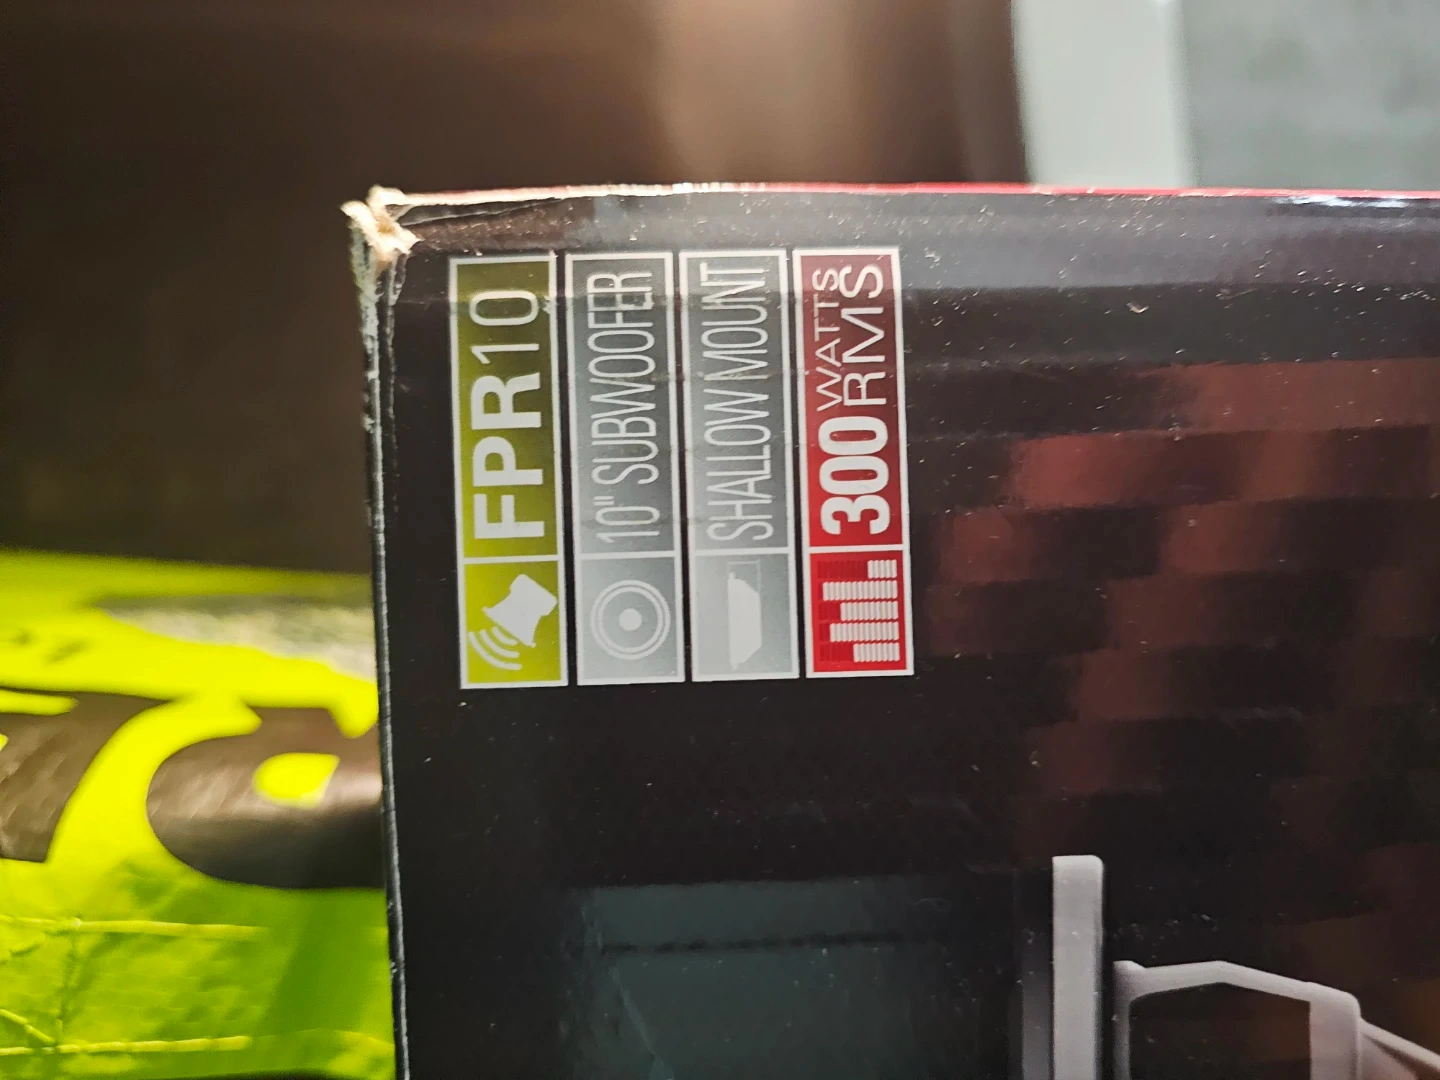 FPR10
10" SUBWOOFER
SHALLOW MOUNT
300 WATTS RMS